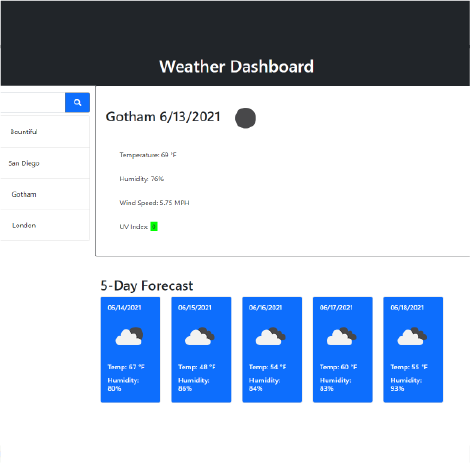 Weather Dashboard
Gotham 6/13/2021
Bountiful
San Diego
Gotham
London
Temperature: 69 °F
Humidity: 76%
Wind Speed: 5.75 MPH
UV Index:
5-Day Forecast
06/14/2021
Temp: 67 °F
Humidity:
80%
06/15/2021
Temp: 48 °F
Humidity:
86%
06/16/2021
Temp: 54 °F
Humidity:
84%
06/17/2021
Temp: 60 °F
Humidity:
83%
06/18/2021
Temp: 55 °F
Humidity:
93%